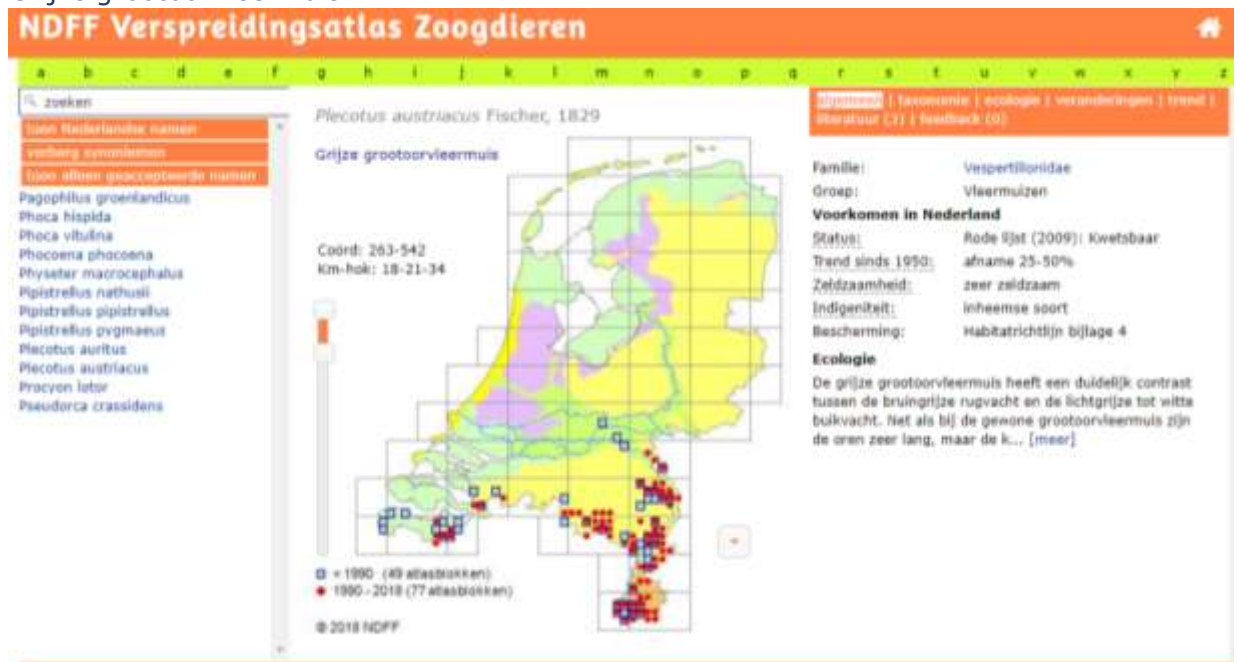 NDFF Verspreidingsatlas Zoogdieren
a b c d e f g h i j k l m n o p q r s t u v w x y z
zoeken
toon Nederlandse namen
verberg synoniemen
toon alleen geaccepteerde namen
Pagophilus groenlandicus
Phoca hispida
Phoca vitulina
Phocoena phocoena
Physeter macrocephalus
Pipistrellus nathusii
Pipistrellus pipistrellus
Pipistrellus pygmaeus
Plecotus auritus
Plecotus austriacus
Procyon lotor
Pseudorca crassidens
Plecotus austriacus Fischer, 1829
Grijze grootoorvleermuis
Coörd: 263-542
Km-hok: 18-21-34
< 1990 (49 atlasblokken)
1990 - 2018 (77 atlasblokken)
© 2018 NDFF
algemeen | taxonomie | ecologie | veranderingen | trend |
literatuur (3) | feedback (0)
Familie: Vespertilionidae
Groep: Vleermuizen
Voorkomen in Nederland
Status: Rode lijst (2009): Kwetsbaar
Trend sinds 1950: afname 25-50%
Zeldzaamheid: zeer zeldzaam
Indigeniteit: inheemse soort
Bescherming: Habitatrichtlijn bijlage 4
Ecologie
De grijze grootoorvleermuis heeft een duidelijk contrast
tussen de bruingrijze rugvacht en de lichtgrijze tot witte
buikvacht. Net als bij de gewone grootoorvleermuis zijn
de oren zeer lang, maar de k... [meer]